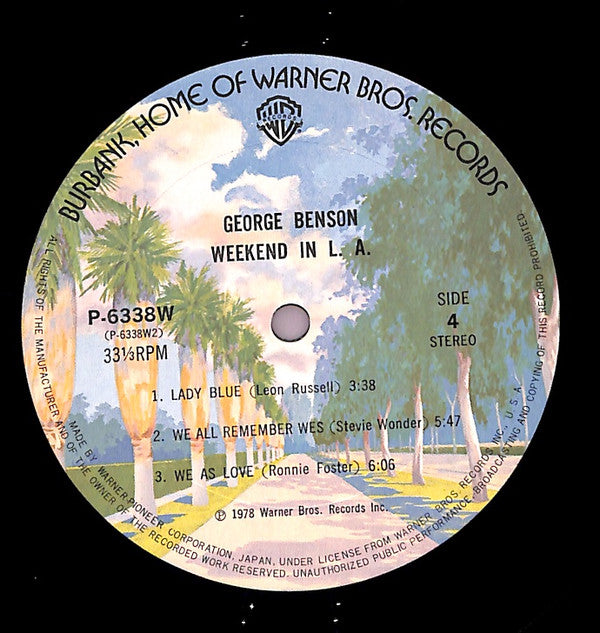 BURBANK, HOME OF WARNER BROS. RECORDS
RECORDS
GEORGE BENSON
WEEKEND IN L. A.
P-6338W
(P-6338W2)
33⅓RPM
SIDE
4
STEREO
1. LADY BLUE (Leon Russell) 3:38
2. WE ALL REMEMBER WES (Stevie Wonder) 5:47
3. WE AS LOVE (Ronnie Foster) 6:06
℗ 1978 Warner Bros. Records Inc.
MADE BY WARNER-PIONEER CORPORATION, JAPAN, UNDER LICENSE FROM WARNER BROS. RECORDS INC., U.S.A.
ALL RIGHTS OF THE MANUFACTURER AND OF THE OWNER OF THE RECORDED WORK RESERVED. UNAUTHORIZED PUBLIC PERFORMANCE, BROADCASTING AND COPYING OF THIS RECORD PROHIBITED.